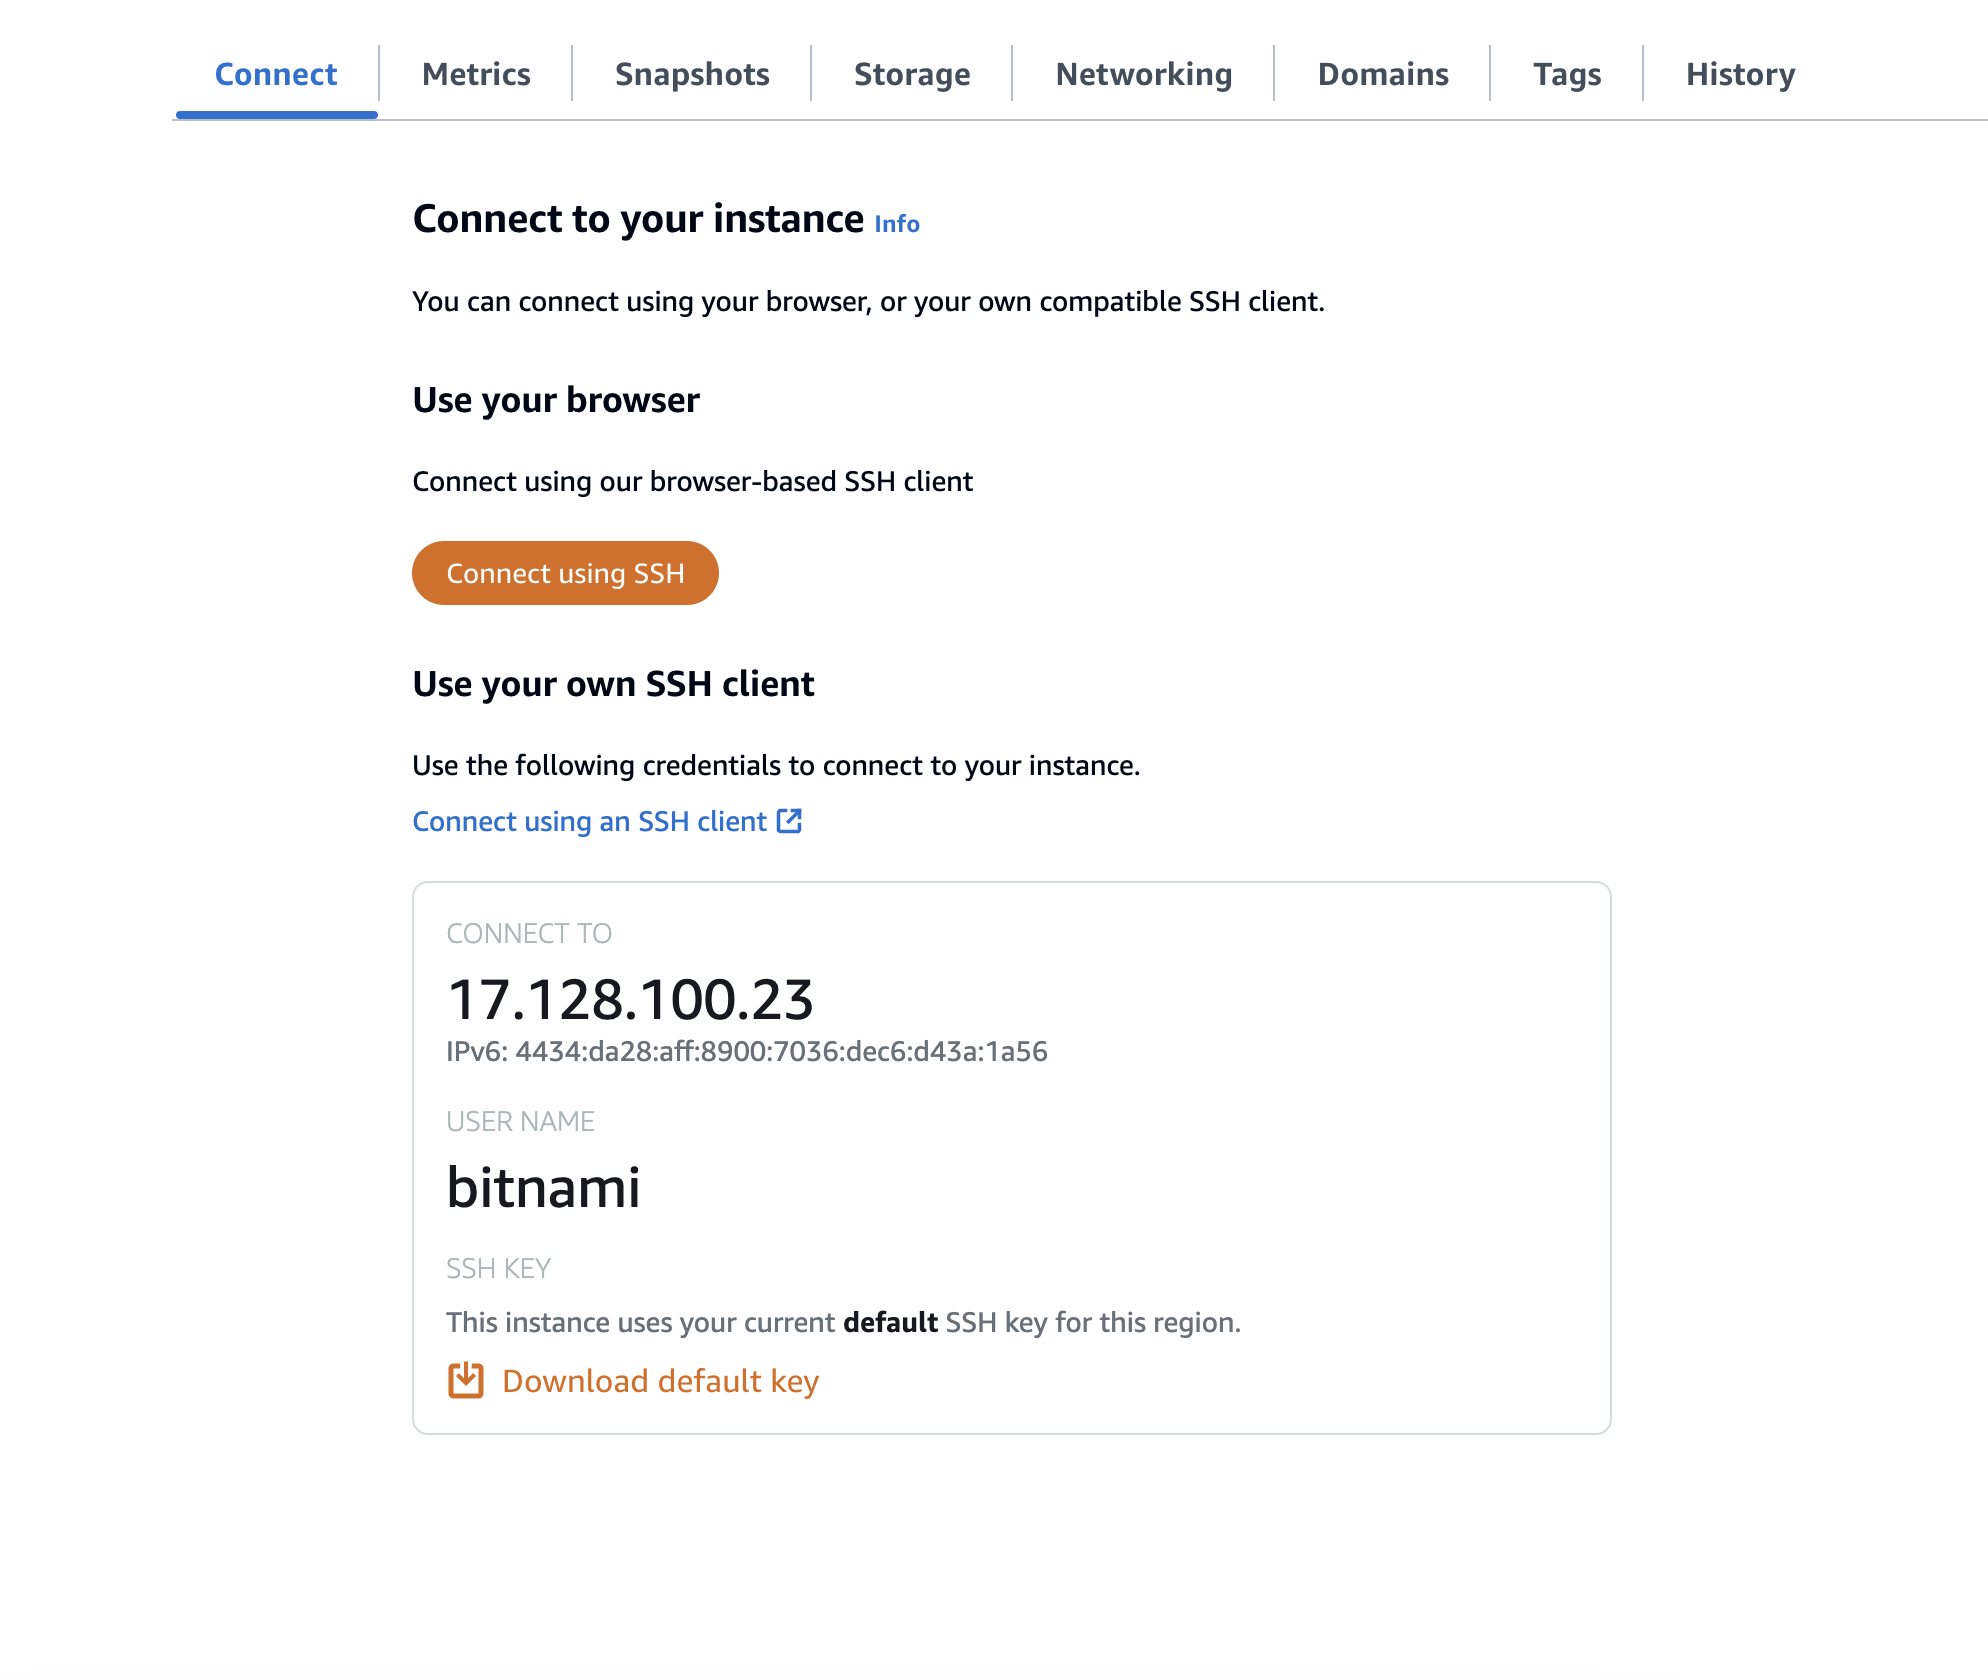 Connect Metrics Snapshots Storage Networking Domains Tags History
Connect to your instance Info
You can connect using your browser, or your own compatible SSH client.
Use your browser
Connect using our browser-based SSH client
Connect using SSH
Use your own SSH client
Use the following credentials to connect to your instance.
Connect using an SSH client
CONNECT TO
17.128.100.23
IPv6: 4434:da28:aff:8900:7036:dec6:d43a:1a56
USER NAME
bitnami
SSH KEY
This instance uses your current default SSH key for this region.
Download default key